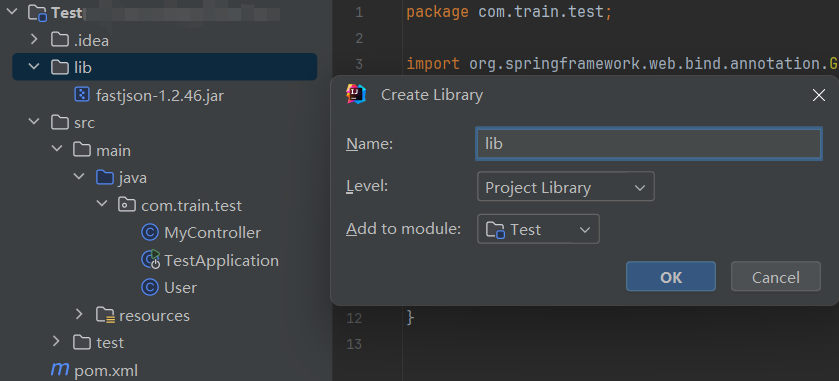 Test
.idea
lib
fastjson-1.2.46.jar
src
main
java
com.train.test
MyController
TestApplication
User
resources
test
pom.xml
1 package com.train.test;
2
3 import org.springframework.web.bind.annotation.G
Create Library
Name: lib
Level: Project Library
Add to module: Test
OK Cancel
12 }
13